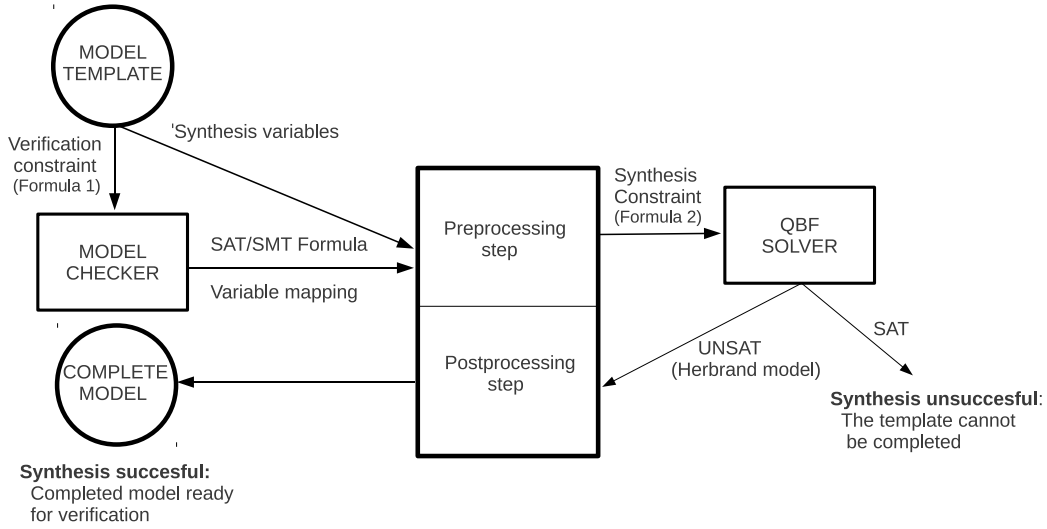 MODEL
TEMPLATE
Verification
constraint
(Formula 1)
'Synthesis variables
MODEL
CHECKER
SAT/SMT Formula
Variable mapping
Preprocessing
step
Synthesis
Constraint
(Formula 2)
QBF
SOLVER
UNSAT
(Herbrand model)
SAT
Postprocessing
step
COMPLETE
MODEL
Synthesis unsuccesful:
The template cannot
be completed
Synthesis succesful:
Completed model ready
for verification